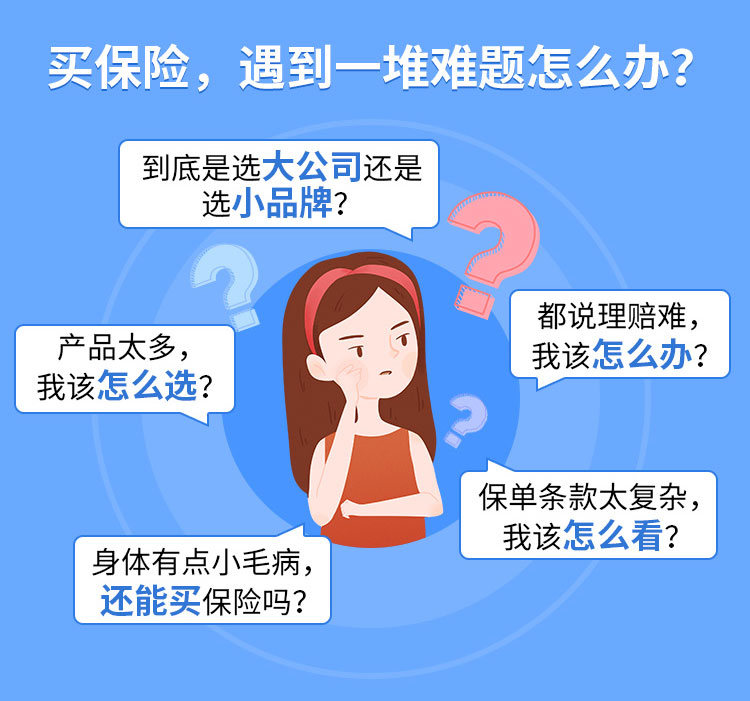 买保险，遇到一堆难题怎么办？
到底是选大公司还是
选小品牌？
都说理赔难，
我该怎么办？
产品太多，
我该怎么选？
保单条款太复杂，
我该怎么看？
身体有点小毛病，
还能买保险吗？